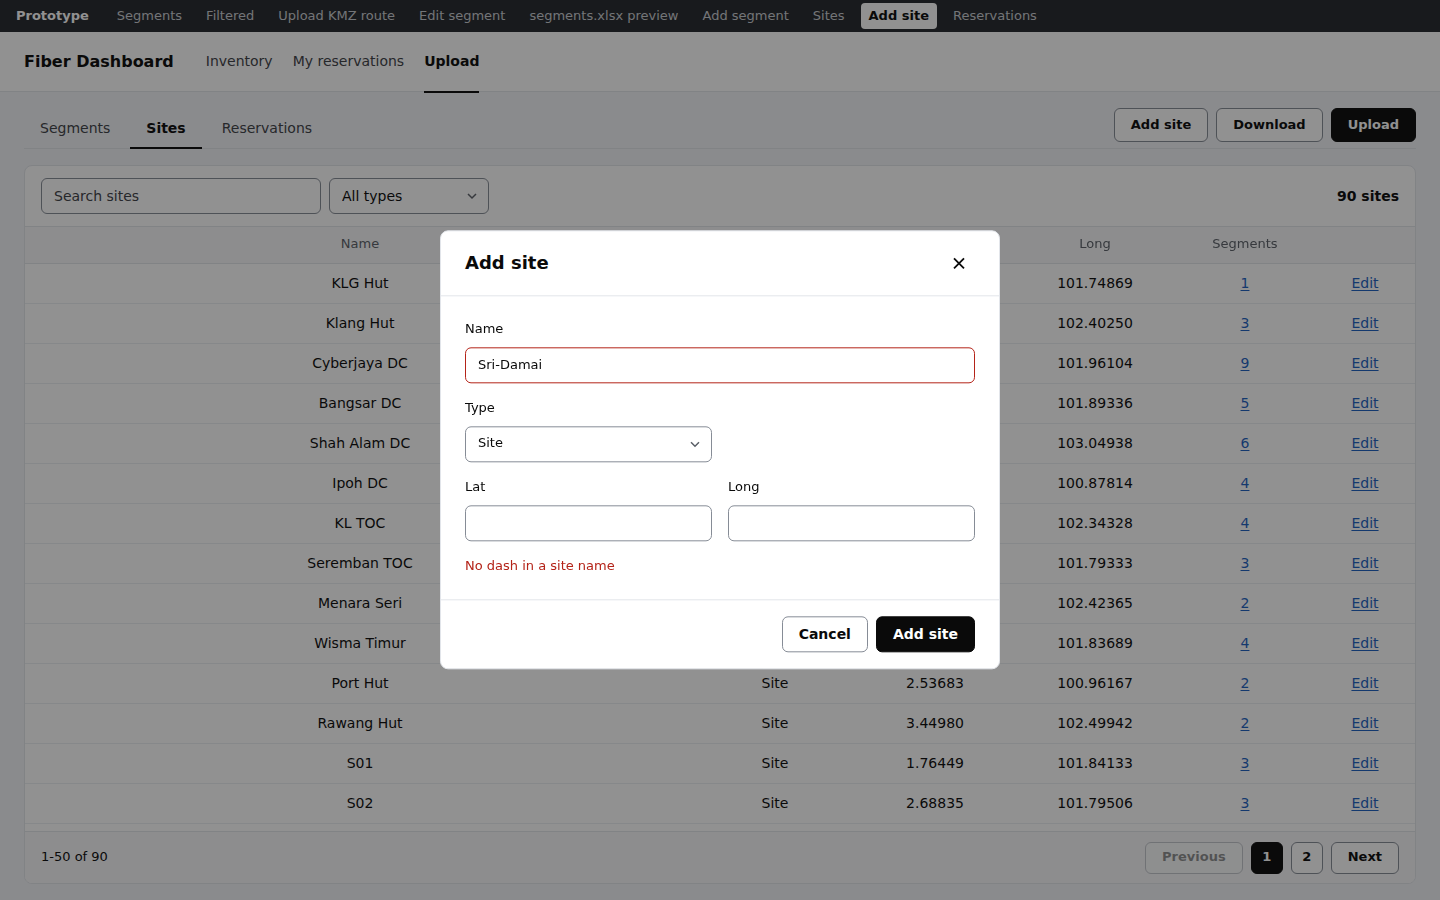 Prototype Segments Filtered Upload KMZ route Edit segment segments.xlsx preview Add segment Sites Add site Reservations
Fiber Dashboard Inventory My reservations Upload
Segments Sites Reservations Add site Download Upload
Search sites All types 90 sites
Name Long Segments
KLG Hut 101.74869 1 Edit
Klang Hut 102.40250 3 Edit
Cyberjaya DC 101.96104 9 Edit
Bangsar DC 101.89336 5 Edit
Shah Alam DC 103.04938 6 Edit
Ipoh DC 100.87814 4 Edit
KL TOC 102.34328 4 Edit
Seremban TOC 101.79333 3 Edit
Menara Seri 102.42365 2 Edit
Wisma Timur 101.83689 4 Edit
Port Hut Site 2.53683 100.96167 2 Edit
Rawang Hut Site 3.44980 102.49942 2 Edit
S01 Site 1.76449 101.84133 3 Edit
S02 Site 2.68835 101.79506 3 Edit
1-50 of 90 Previous 1 2 Next
Add site
Name
Sri-Damai
Type
Site
Lat Long
No dash in a site name
Cancel Add site